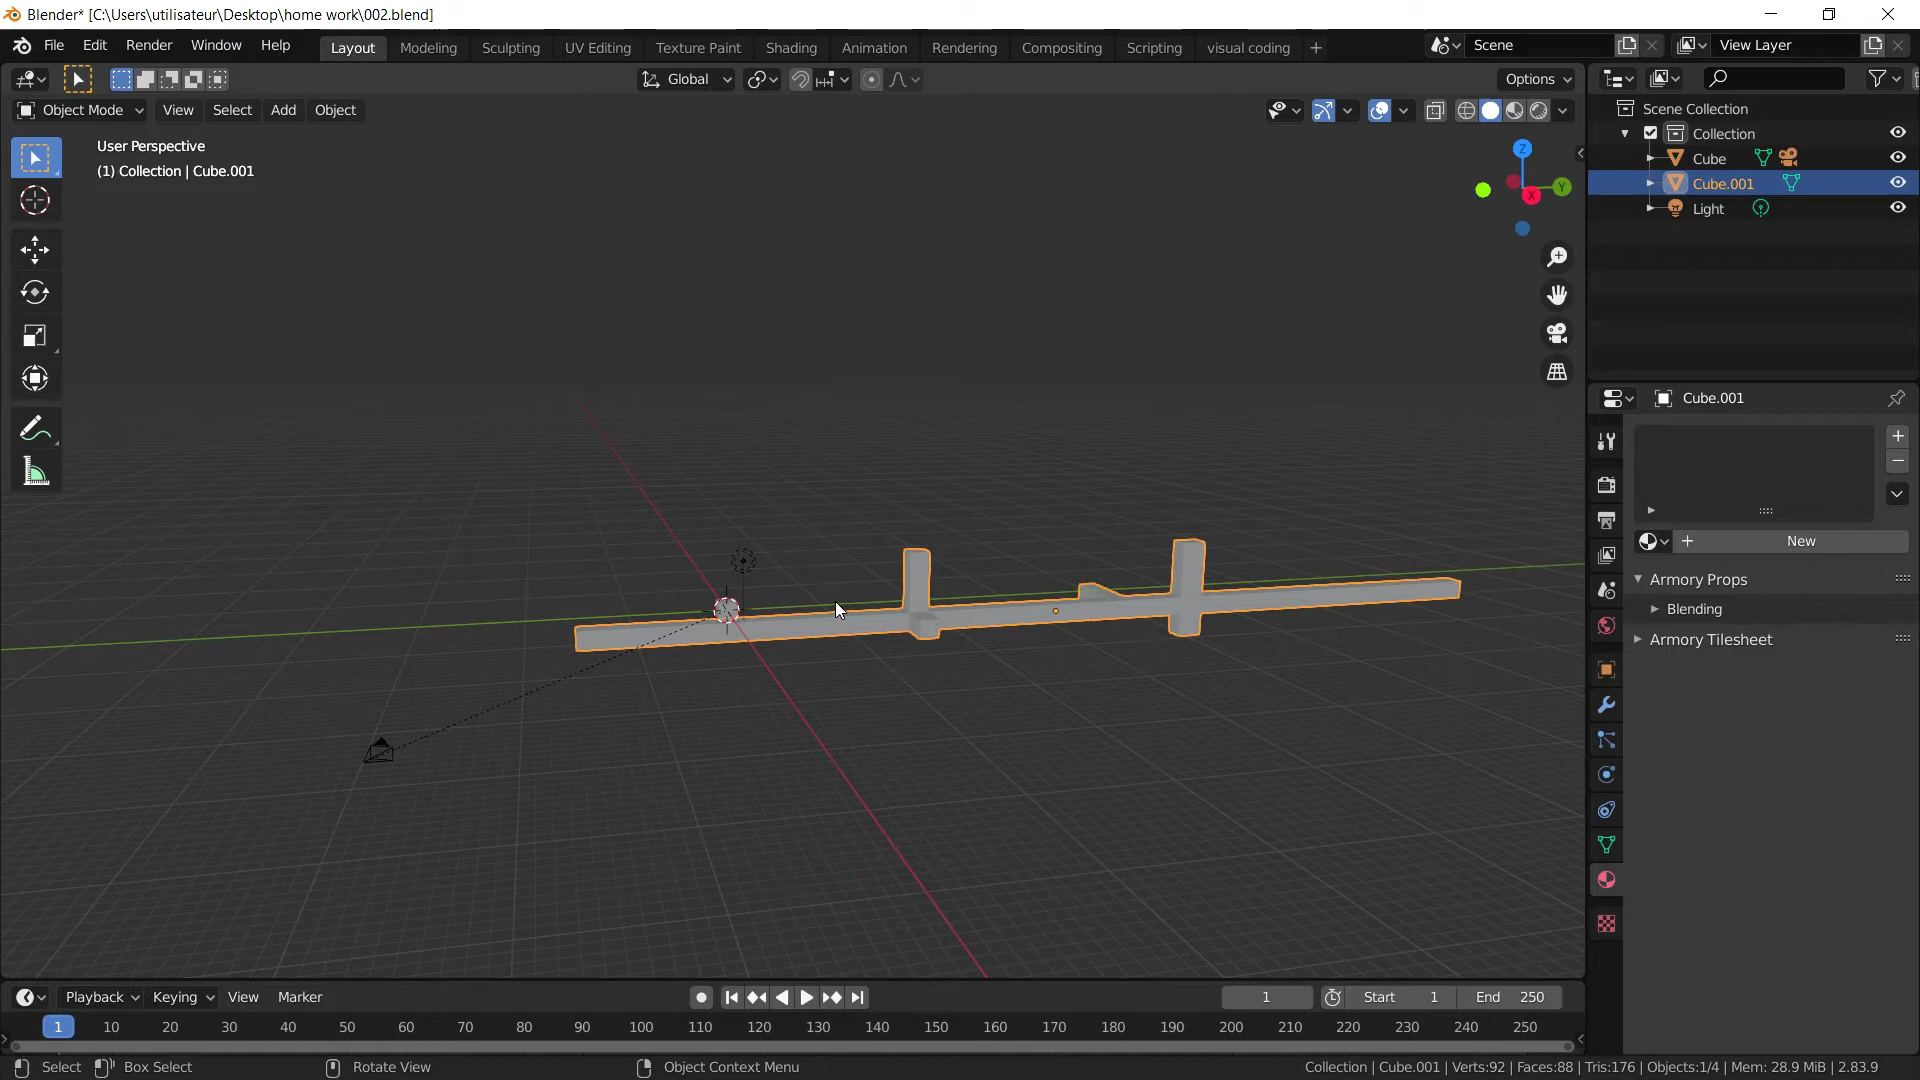 Blender* [C:\Users\utilisateur\Desktop\home work\002.blend]
File Edit Render Window Help Layout Modeling Sculpting UV Editing Texture Paint Shading Animation Rendering Compositing Scripting visual coding + Scene View Layer
Global Options
Object Mode View Select Add Object
User Perspective
(1) Collection | Cube.001
Z
Y
X
Scene Collection
Collection
Cube
Cube.001
Light
Cube.001
New
Armory Props
Blending
Armory Tilesheet
Playback Keying View Marker 1 Start 1 End 250
1 10 20 30 40 50 60 70 80 90 100 110 120 130 140 150 160 170 180 190 200 210 220 230 240 250
Select Box Select Rotate View Object Context Menu Collection | Cube.001 | Verts:92 | Faces:88 | Tris:176 | Objects:1/4 | Mem: 28.9 MiB | 2.83.9